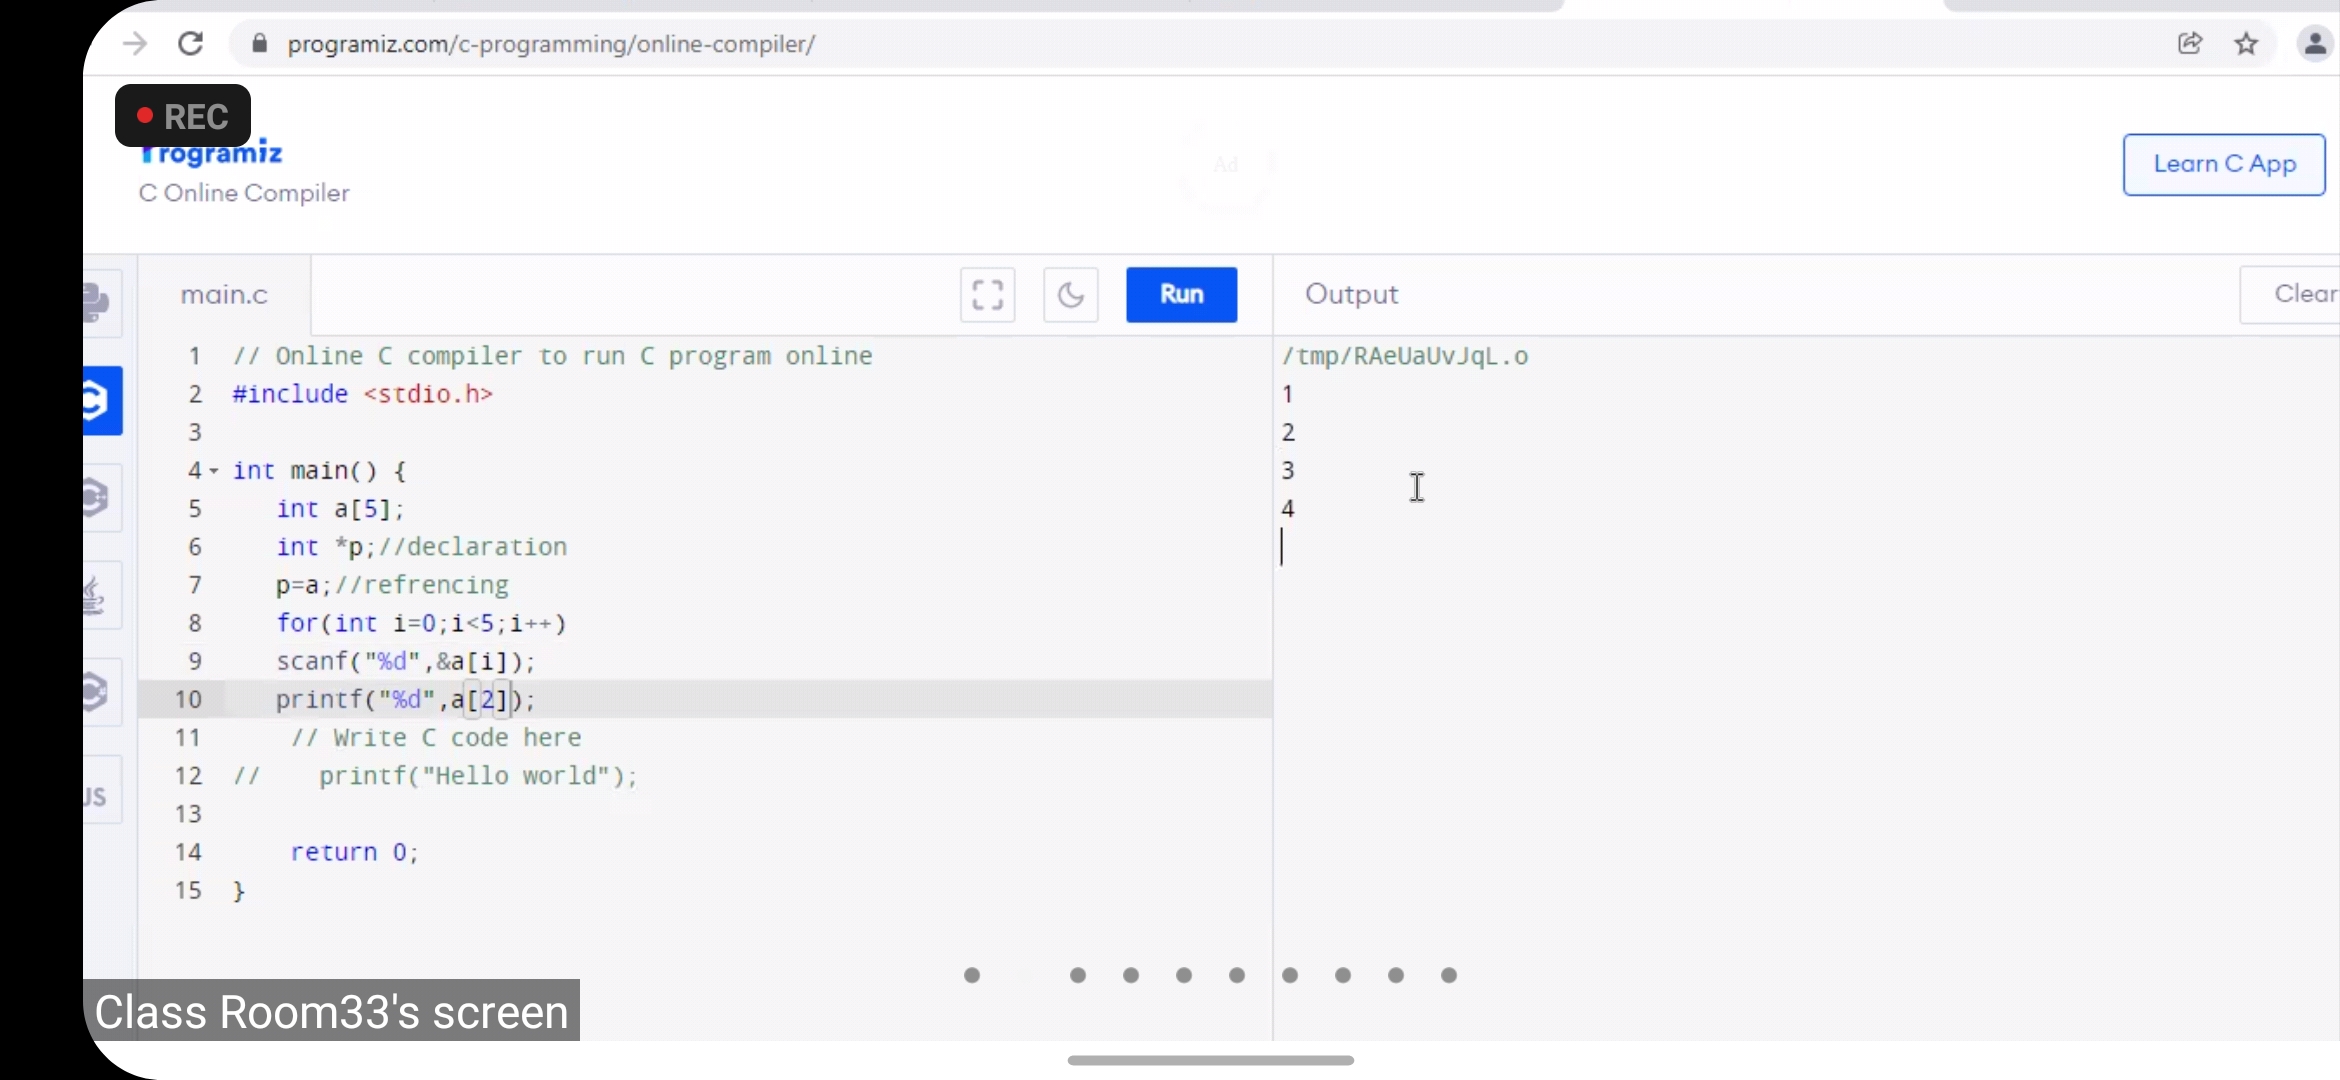 programiz.com/c-programming/online-compiler/
REC
Programiz
C Online Compiler
Ad
Learn C App
main.c
Run
Output
Clear
1 // Online C compiler to run C program online
2 #include <stdio.h>
3
4 int main() {
5 int a[5];
6 int *p;//declaration
7 p=a;//refrencing
8 for(int i=0;i<5;i++)
9 scanf("%d",&a[i]);
10 printf("%d",a[2]);
11 // Write C code here
12 // printf("Hello world");
13
14 return 0;
15 }
/tmp/RAeUaUvJqL.o
1
2
3
4
JS
Class Room33's screen